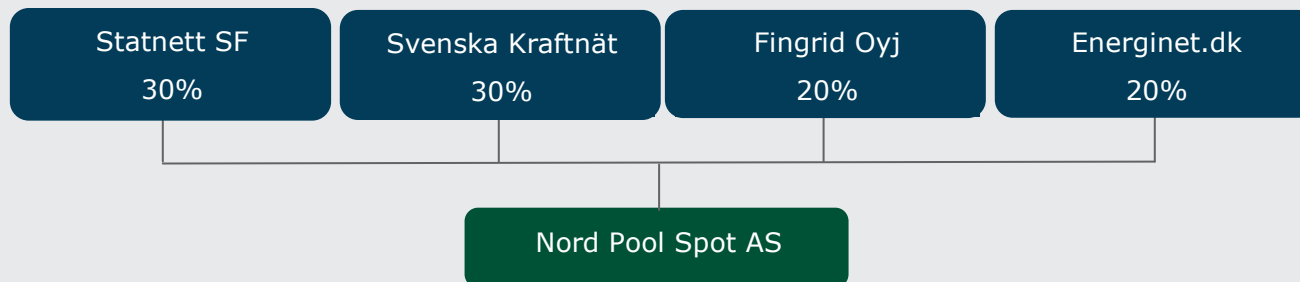 Statnett SF
30%
Svenska Kraftnät
30%
Fingrid Oyj
20%
Energinet.dk
20%
Nord Pool Spot AS